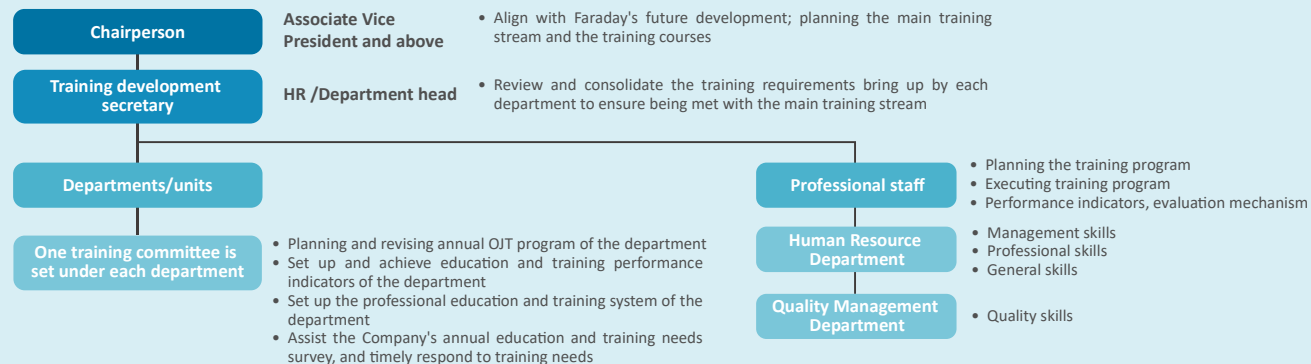 Chairperson
Associate Vice
President and above
• Align with Faraday's future development; planning the main training
stream and the training courses
Training development
secretary
HR /Department head
• Review and consolidate the training requirements bring up by each
department to ensure being met with the main training stream
Departments/units
One training committee is
set under each department
• Planning and revising annual OJT program of the department
• Set up and achieve education and training performance
indicators of the department
• Set up the professional education and training system of the
department
• Assist the Company's annual education and training needs
survey, and timely respond to training needs
Professional staff
• Planning the training program
• Executing training program
• Performance indicators, evaluation mechanism
Human Resource
Department
• Management skills
• Professional skills
• General skills
Quality Management
Department
• Quality skills